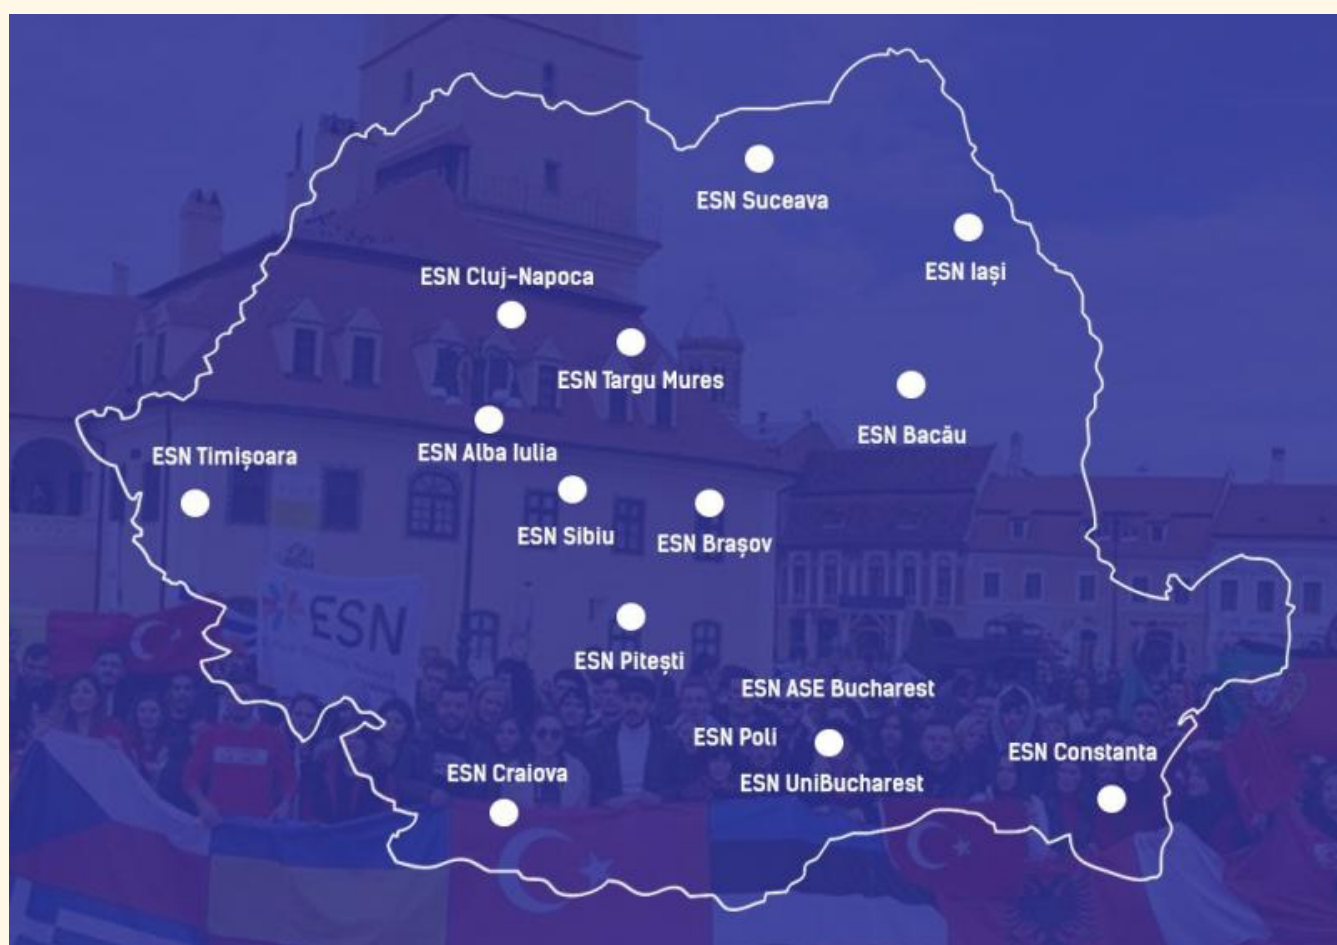 ESN Suceava
ESN Iași
ESN Cluj-Napoca
ESN Targu Mures
ESN Bacău
ESN Alba Iulia
ESN Timișoara
ESN Sibiu
ESN Brașov
ESN
ESN Pitești
ESN ASE Bucharest
ESN Poli
ESN UniBucharest
ESN Constanta
ESN Craiova